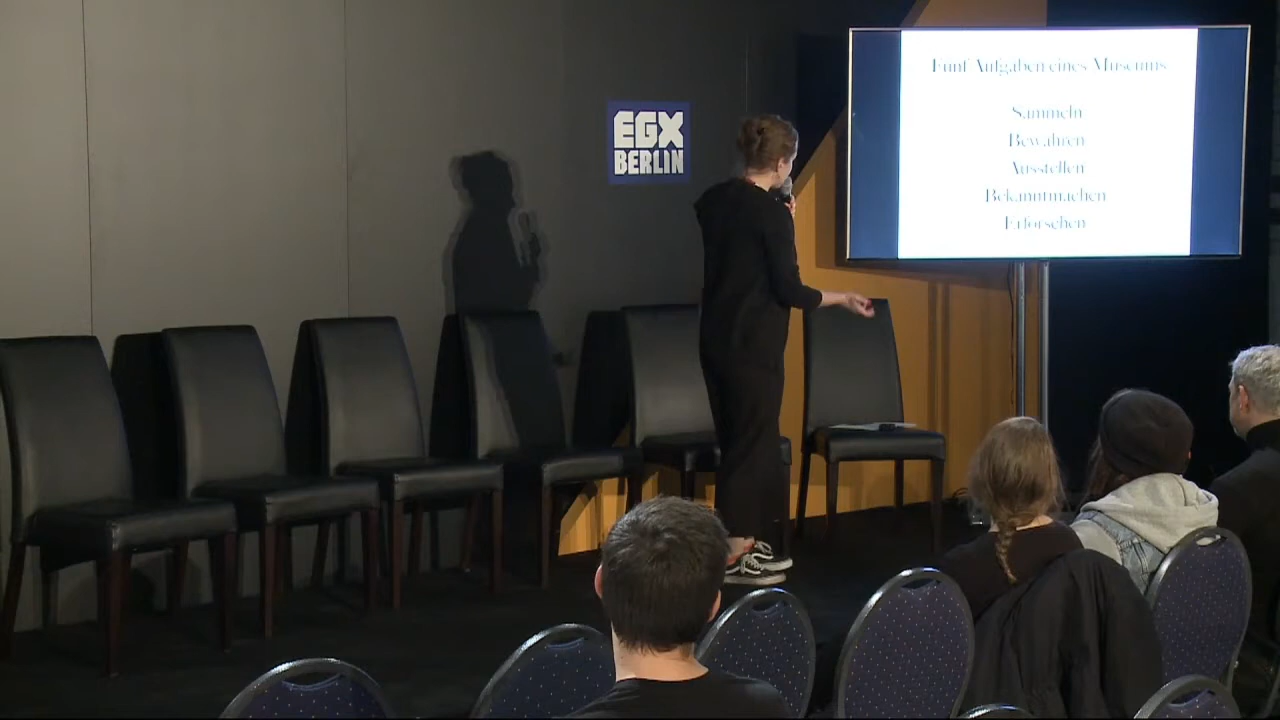 EGX
BERLIN
Fünf Aufgaben eines Museums
Sammeln
Bewahren
Ausstellen
Bekanntmachen
Erforschen